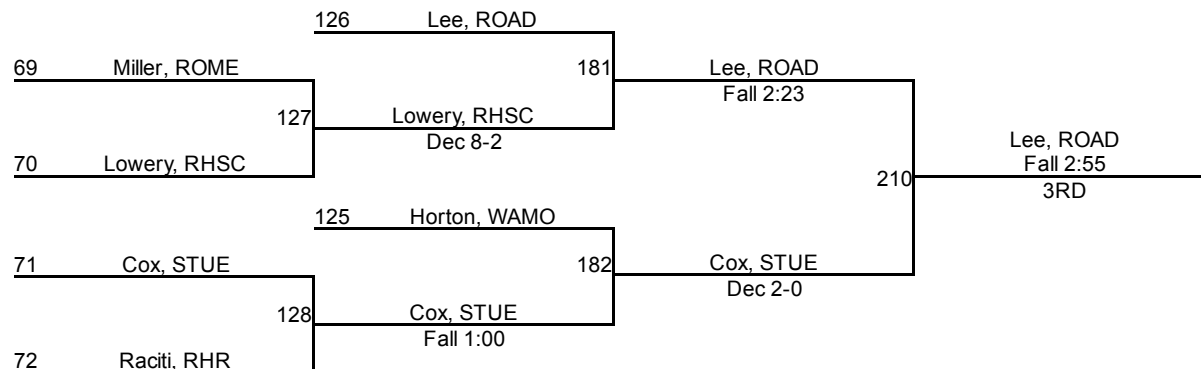 126 Lee, ROAD
69 Miller, ROME
181 Lee, ROAD
Fall 2:23
127 Lowery, RHSC
Dec 8-2
Lee, ROAD
70 Lowery, RHSC
Fall 2:55
210
3RD
125 Horton, WAMO
71 Cox, STUE
182 Cox, STUE
Dec 2-0
128 Cox, STUE
Fall 1:00
72 Raciti, RHR